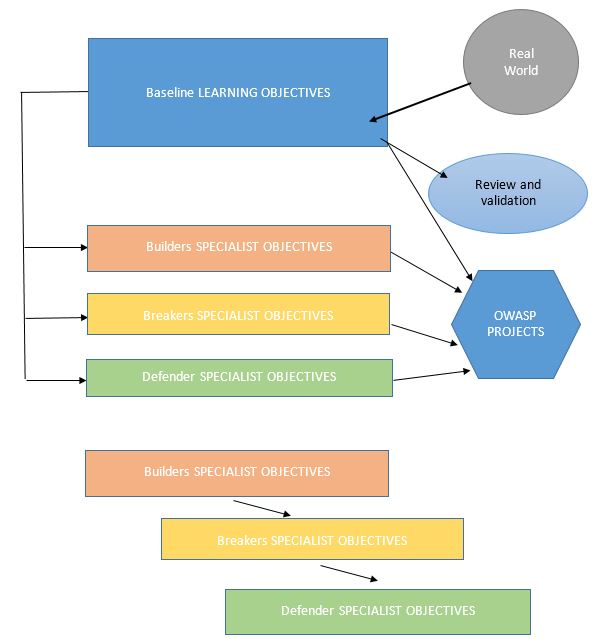 Real
World
Baseline LEARNING OBJECTIVES
Review and
validation
Builders SPECIALIST OBJECTIVES
Breakers SPECIALIST OBJECTIVES
OWASP
PROJECTS
Defender SPECIALIST OBJECTIVES
Builders SPECIALIST OBJECTIVES
Breakers SPECIALIST OBJECTIVES
Defender SPECIALIST OBJECTIVES